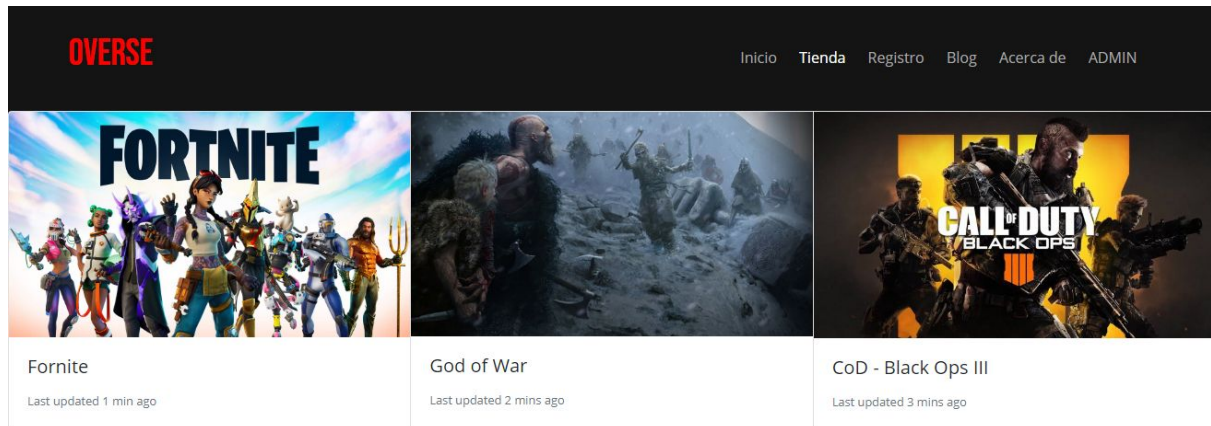 OVERSE
Inicio Tienda Registro Blog Acerca de ADMIN
FORTNITE
CALL OF DUTY
BLACK OPS
IIII
Fornite
God of War
CoD - Black Ops III
Last updated 1 min ago
Last updated 2 mins ago
Last updated 3 mins ago